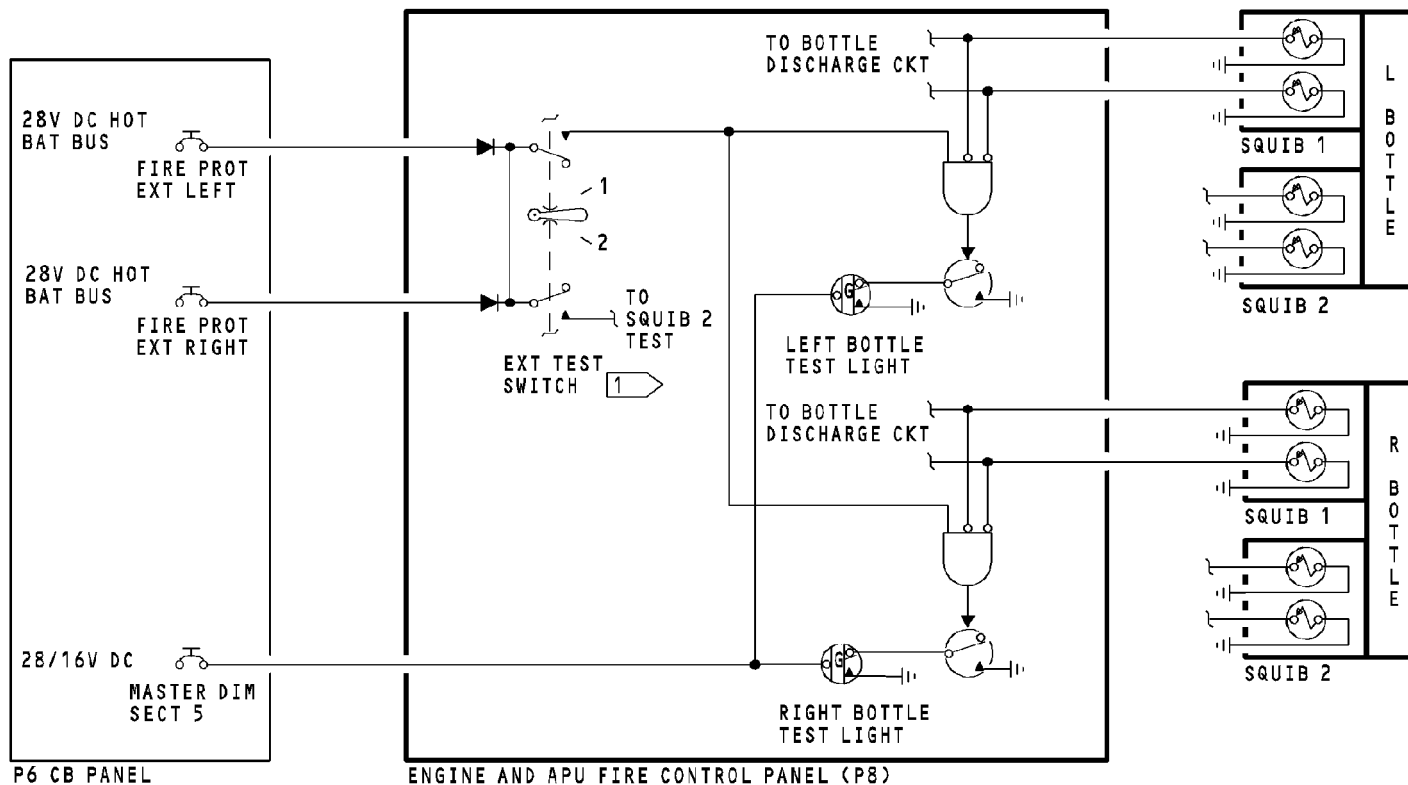 28V DC HOT
BAT BUS
FIRE PROT
EXT LEFT
28V DC HOT
BAT BUS
FIRE PROT
EXT RIGHT
28/16V DC
MASTER DIM
SECT 5
P6 CB PANEL
1
2
TO
SQUIB 2
TEST
EXT TEST
SWITCH 1
TO BOTTLE
DISCHARGE CKT
G
LEFT BOTTLE
TEST LIGHT
TO BOTTLE
DISCHARGE CKT
G
RIGHT BOTTLE
TEST LIGHT
ENGINE AND APU FIRE CONTROL PANEL (P8)
SQUIB 1
SQUIB 2
L BOTTLE
SQUIB 1
SQUIB 2
R BOTTLE